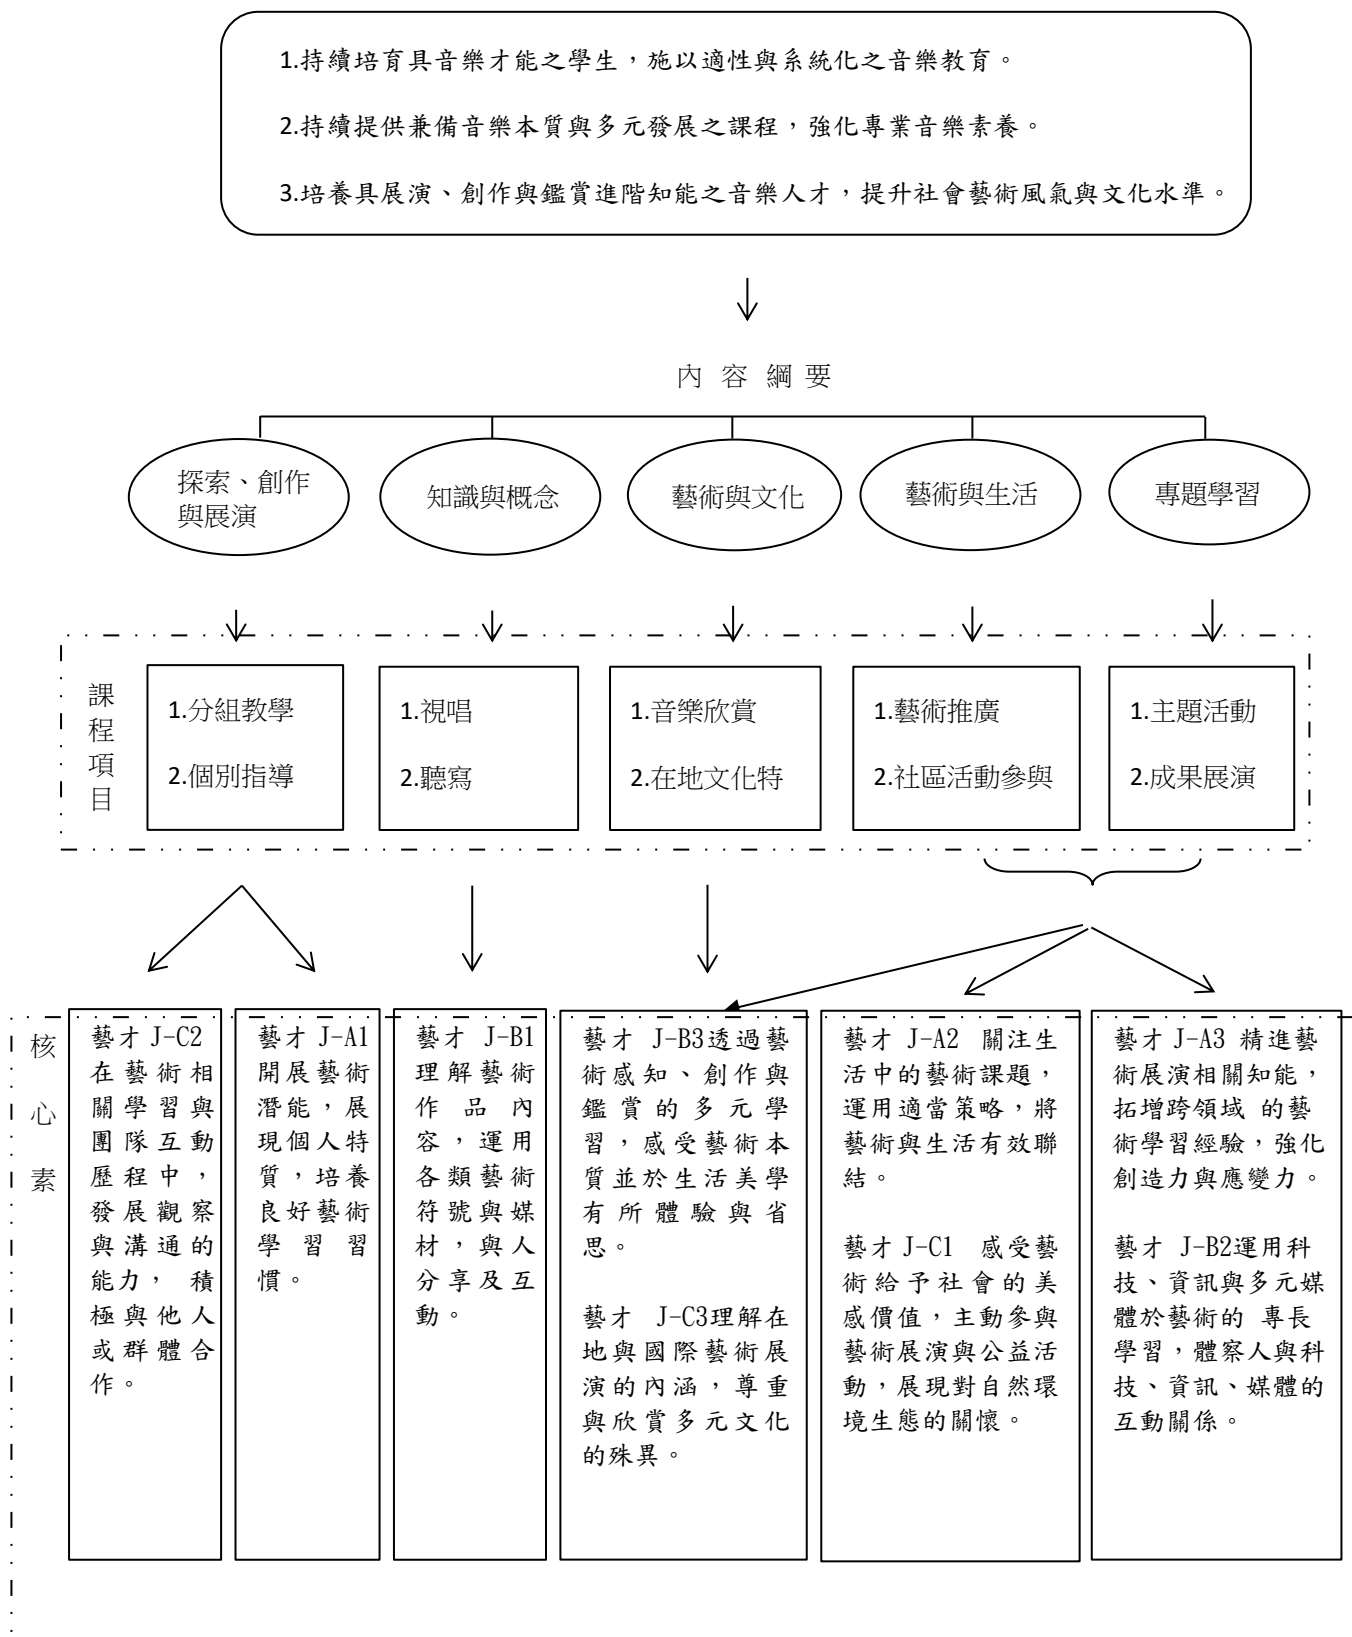 1.持續培育具音樂才能之學生，施以適性與系統化之音樂教育。
2.持續提供兼備音樂本質與多元發展之課程，強化專業音樂素養。
3.培養具展演、創作與鑑賞進階知能之音樂人才，提升社會藝術風氣與文化水準。
內 容 綱 要
探索、創作
與展演
知識與概念
藝術與文化
藝術與生活
專題學習
課
程
項
目
1.分組教學
2.個別指導
1.視唱
2.聽寫
1.音樂欣賞
2.在地文化特
1.藝術推廣
2.社區活動參與
1.主題活動
2.成果展演
核
心
素
藝才 J-C2
在藝術相
關學習與
團隊互動
歷程中，
發展觀察
與溝通的
能力， 積
極與他人
或群體合
作。
藝才 J-A1
開展藝術
潛能，展
現個人特
質，培養
良好藝術
學習習
慣。
藝才 J-B1
理解藝術
作品內
容，運用
各類藝術
符號與媒
材，與人
分享及互
動。
藝才 J-B3透過藝
術感知、創作與
鑑賞的多元學
習，感受藝術本
質並於生活美學
有所體驗與省
思。
藝才 J-C3理解在
地與國際藝術展
演的內涵，尊重
與欣賞多元文化
的殊異。
藝才 J-A2 關注生
活中的藝術課題，
運用適當策略，將
藝術與生活有效聯
結。
藝才 J-C1 感受藝
術給予社會的美
感價值，主動參與
藝術展演與公益活
動，展現對自然環
境生態的關懷。
藝才 J-A3 精進藝
術展演相關知能，
拓增跨領域 的藝
術學習經驗，強化
創造力與應變力。
藝才 J-B2運用科
技、資訊與多元媒
體於藝術的 專長
學習，體察人與科
技、資訊、媒體的
互動關係。